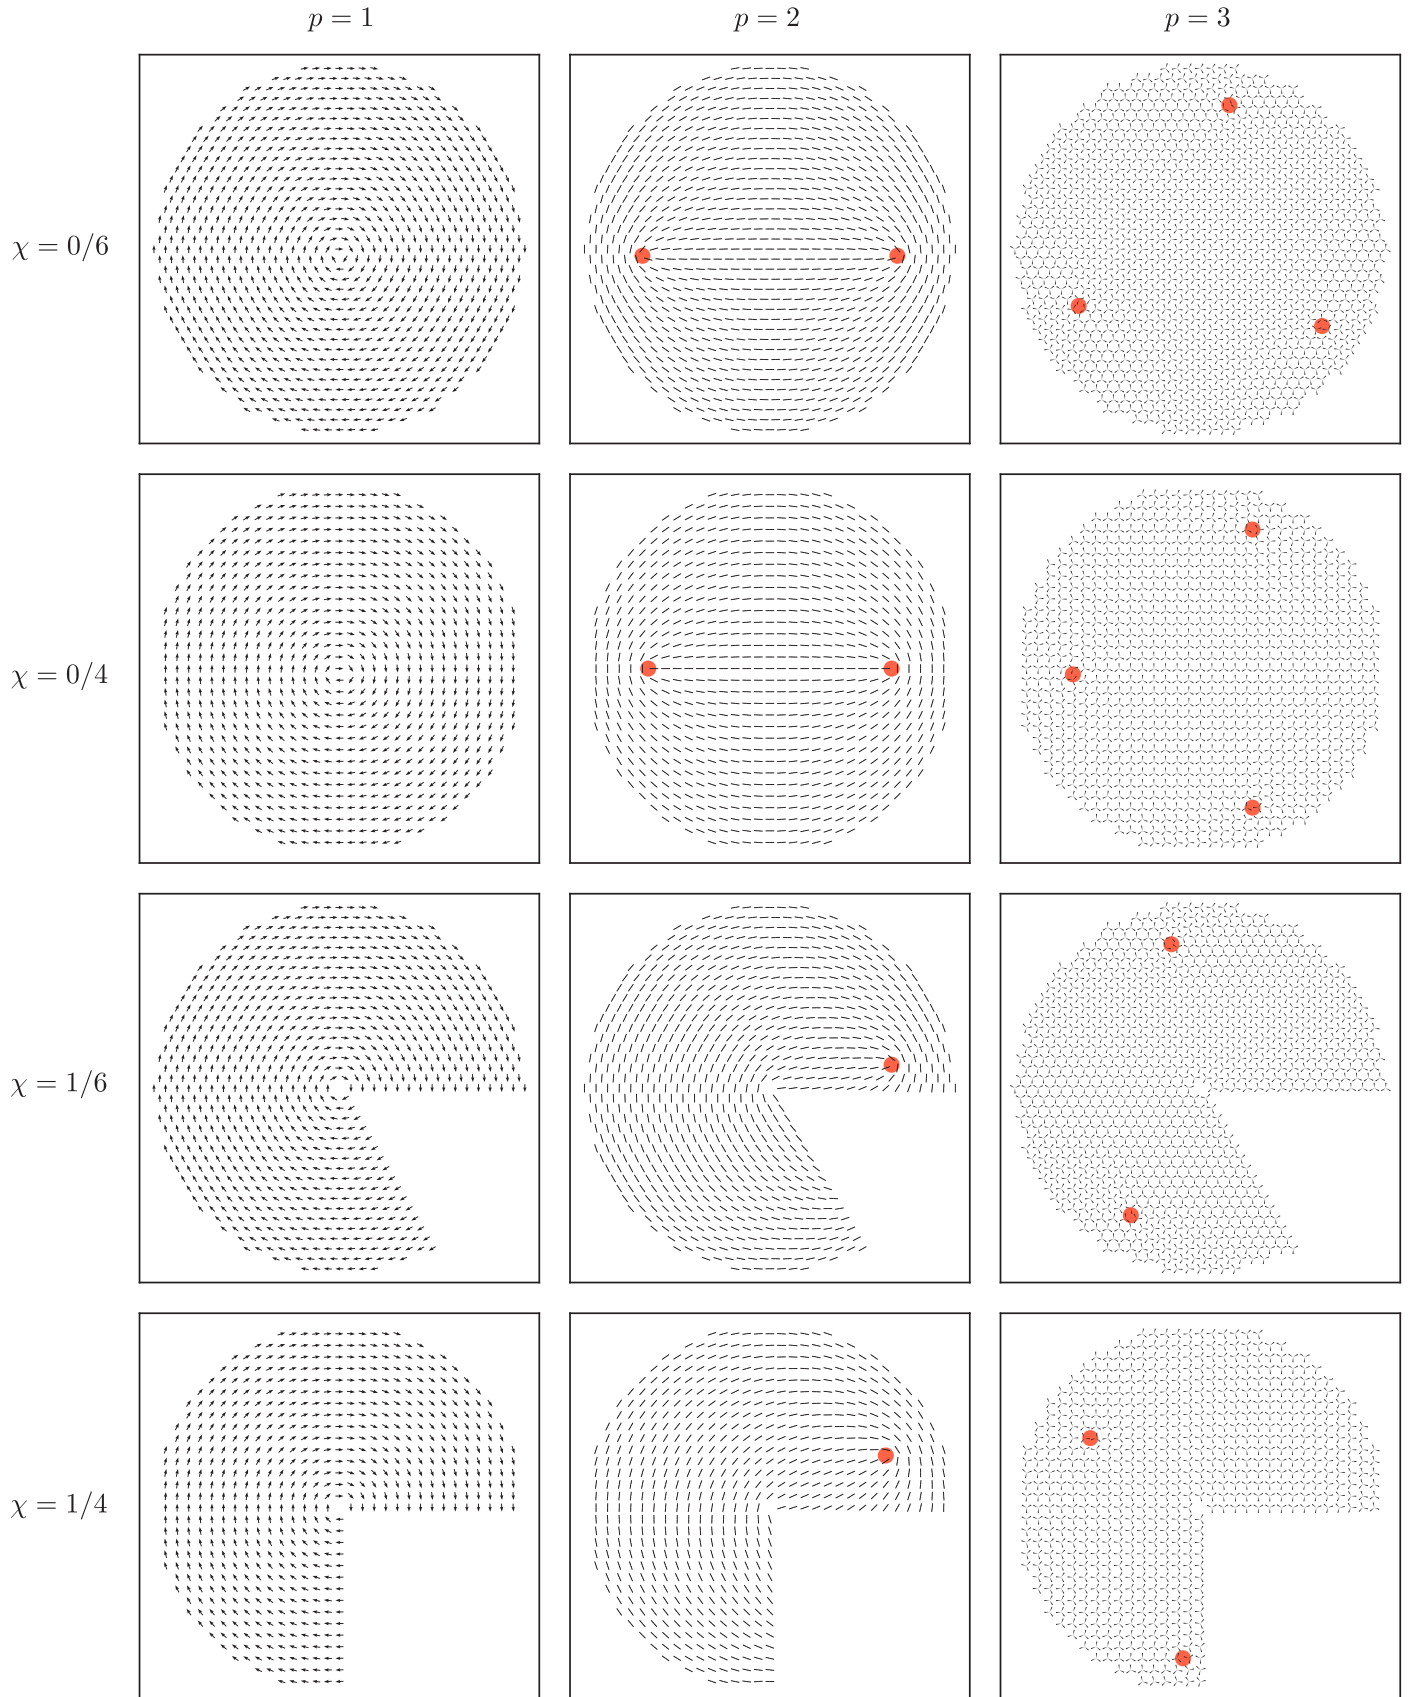 p = 1
p = 2
p = 3
χ = 0/6
χ = 0/4
χ = 1/6
χ = 1/4